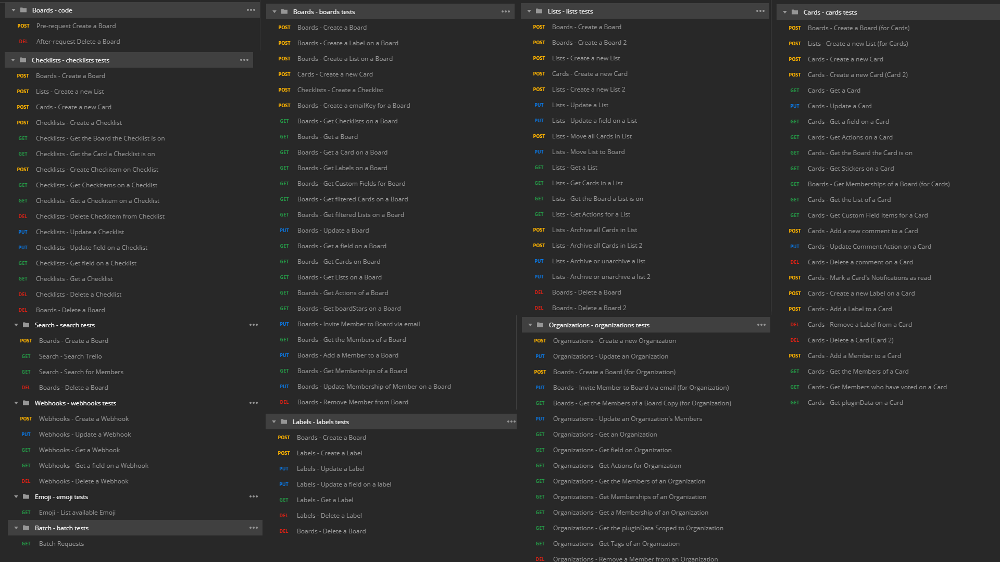 Boards - code
POST Pre-request Create a Board
DEL After-request Delete a Board
Checklists - checklists tests
POST Boards - Create a Board
POST Lists - Create a new List
POST Cards - Create a new Card
POST Checklists - Create a Checklist
GET Checklists - Get the Board the Checklist is on
GET Checklists - Get the Card a Checklist is on
POST Checklists - Create Checkitem on Checklist
GET Checklists - Get Checkitems on a Checklist
GET Checklists - Get a Checkitem on a Checklist
DEL Checklists - Delete Checkitem from Checklist
PUT Checklists - Update a Checklist
PUT Checklists - Update field on a Checklist
GET Checklists - Get field on a Checklist
GET Checklists - Get a Checklist
DEL Checklists - Delete a Checklist
DEL Boards - Delete a Board
Search - search tests
POST Boards - Create a Board
GET Search - Search Trello
GET Search - Search for Members
DEL Boards - Delete a Board
Webhooks - webhooks tests
POST Webhooks - Create a Webhook
PUT Webhooks - Update a Webhook
GET Webhooks - Get a Webhook
GET Webhooks - Get a field on a Webhook
DEL Webhooks - Delete a Webhook
Emoji - emoji tests
GET Emoji - List available Emoji
Batch - batch tests
GET Batch Requests
Boards - boards tests
POST Boards - Create a Board
POST Boards - Create a Label on a Board
POST Boards - Create a List on a Board
POST Cards - Create a new Card
POST Checklists - Create a Checklist
POST Boards - Create a emailKey for a Board
GET Boards - Get Checklists on a Board
GET Boards - Get a Board
GET Boards - Get a Card on a Board
GET Boards - Get Labels on a Board
GET Boards - Get Custom Fields for Board
GET Boards - Get filtered Cards on a Board
GET Boards - Get filtered Lists on a Board
PUT Boards - Update a Board
GET Boards - Get a field on a Board
GET Boards - Get Cards on Board
GET Boards - Get Lists on a Board
GET Boards - Get Actions of a Board
GET Boards - Get boardStars on a Board
PUT Boards - Invite Member to Board via email
GET Boards - Get the Members of a Board
PUT Boards - Add a Member to a Board
GET Boards - Get Memberships of a Board
PUT Boards - Update Membership of Member on a Board
DEL Boards - Remove Member from Board
Labels - labels tests
POST Boards - Create a Board
POST Labels - Create a Label
PUT Labels - Update a Label
PUT Labels - Update a field on a label
GET Labels - Get a Label
DEL Labels - Delete a Label
DEL Boards - Delete a Board
Lists - lists tests
POST Boards - Create a Board
POST Boards - Create a Board 2
POST Lists - Create a new List
POST Cards - Create a new Card
POST Lists - Create a new List 2
PUT Lists - Update a List
PUT Lists - Update a field on a List
POST Lists - Move all Cards in List
PUT Lists - Move List to Board
GET Lists - Get a List
GET Lists - Get Cards in a List
GET Lists - Get the Board a List is on
GET Lists - Get Actions for a List
POST Lists - Archive all Cards in List
POST Lists - Archive all Cards in List 2
PUT Lists - Archive or unarchive a list
PUT Lists - Archive or unarchive a list 2
DEL Boards - Delete a Board
DEL Boards - Delete a Board 2
Organizations - organizations tests
POST Organizations - Create a new Organization
PUT Organizations - Update an Organization
POST Boards - Create a Board (for Organization)
PUT Boards - Invite Member to Board via email (for Organization)
GET Boards - Get the Members of a Board Copy (for Organization)
PUT Organizations - Update an Organization's Members
GET Organizations - Get an Organization
GET Organizations - Get field on Organization
GET Organizations - Get Actions for Organization
GET Organizations - Get the Members of an Organization
GET Organizations - Get Memberships of an Organization
GET Organizations - Get a Membership of an Organization
GET Organizations - Get the pluginData Scoped to Organization
GET Organizations - Get Tags of an Organization
DEL Organizations - Remove a Member from an Organization
Cards - cards tests
POST Boards - Create a Board (for Cards)
POST Lists - Create a new List (for Cards)
POST Cards - Create a new Card
POST Cards - Create a new Card (Card 2)
GET Cards - Get a Card
PUT Cards - Update a Card
GET Cards - Get a field on a Card
GET Cards - Get Actions on a Card
GET Cards - Get the Board the Card is on
GET Cards - Get Stickers on a Card
GET Boards - Get Memberships of a Board (for Cards)
GET Cards - Get the List of a Card
GET Cards - Get Custom Field Items for a Card
POST Cards - Add a new comment to a Card
PUT Cards - Update Comment Action on a Card
DEL Cards - Delete a comment on a Card
POST Cards - Mark a Card's Notifications as read
POST Cards - Create a new Label on a Card
POST Cards - Add a Label to a Card
DEL Cards - Remove a Label from a Card
DEL Cards - Delete a Card (Card 2)
POST Cards - Add a Member to a Card
GET Cards - Get the Members of a Card
GET Cards - Get Members who have voted on a Card
GET Cards - Get pluginData on a Card